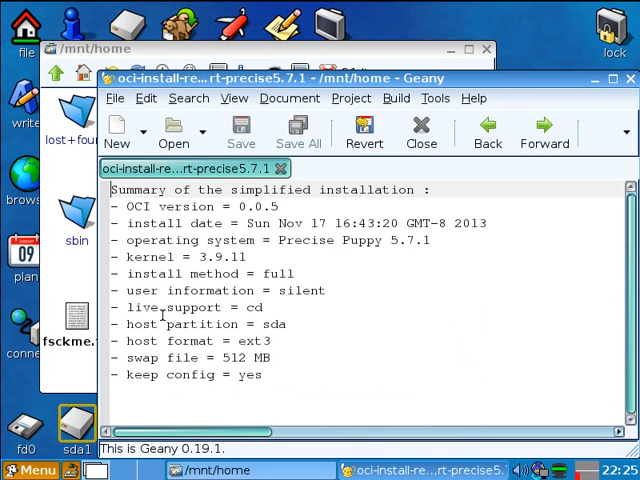 file
lock
/mnt/home
oci-install-re...rt-precise5.7.1 - /mnt/home - Geany
File Edit Search View Document Project Build Tools Help
New Open Save Save All Revert Close Back Forward
oci-install-re...rt-precise5.7.1
Summary of the simplified installation :
- OCI version = 0.0.5
- install date = Sun Nov 17 16:43:20 GMT-8 2013
- operating system = Precise Puppy 5.7.1
- kernel = 3.9.11
- install method = full
- user information = silent
- live support = cd
- host partition = sda
- host format = ext3
- swap file = 512 MB
- keep config = yes
This is Geany 0.19.1.
write
brows
JAN
09
plan
conne
fd0
sda1
lost+fou
sbin
fsckme.
Menu
/mnt/home
oci-install-re...rt-precise5.7.
22:25